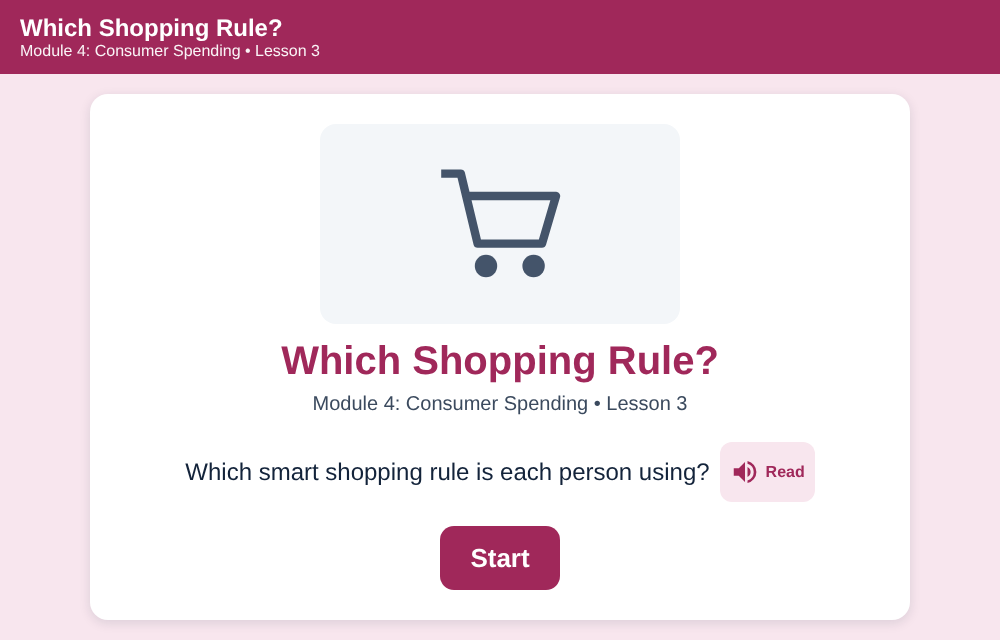 Which Shopping Rule?
Module 4: Consumer Spending • Lesson 3
Which Shopping Rule?
Module 4: Consumer Spending • Lesson 3
Which smart shopping rule is each person using?
Read
Start